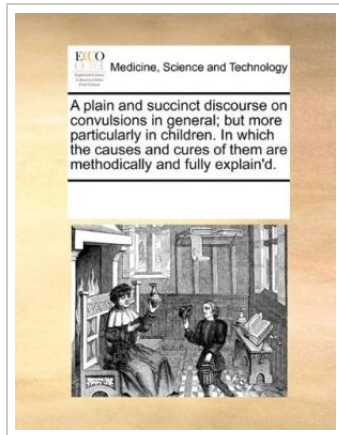 ECCO
Medicine, Science and Technology
A plain and succinct discourse on
convulsions in general; but more
particularly in children. In which
the causes and cures of them are
methodically and fully explain'd.